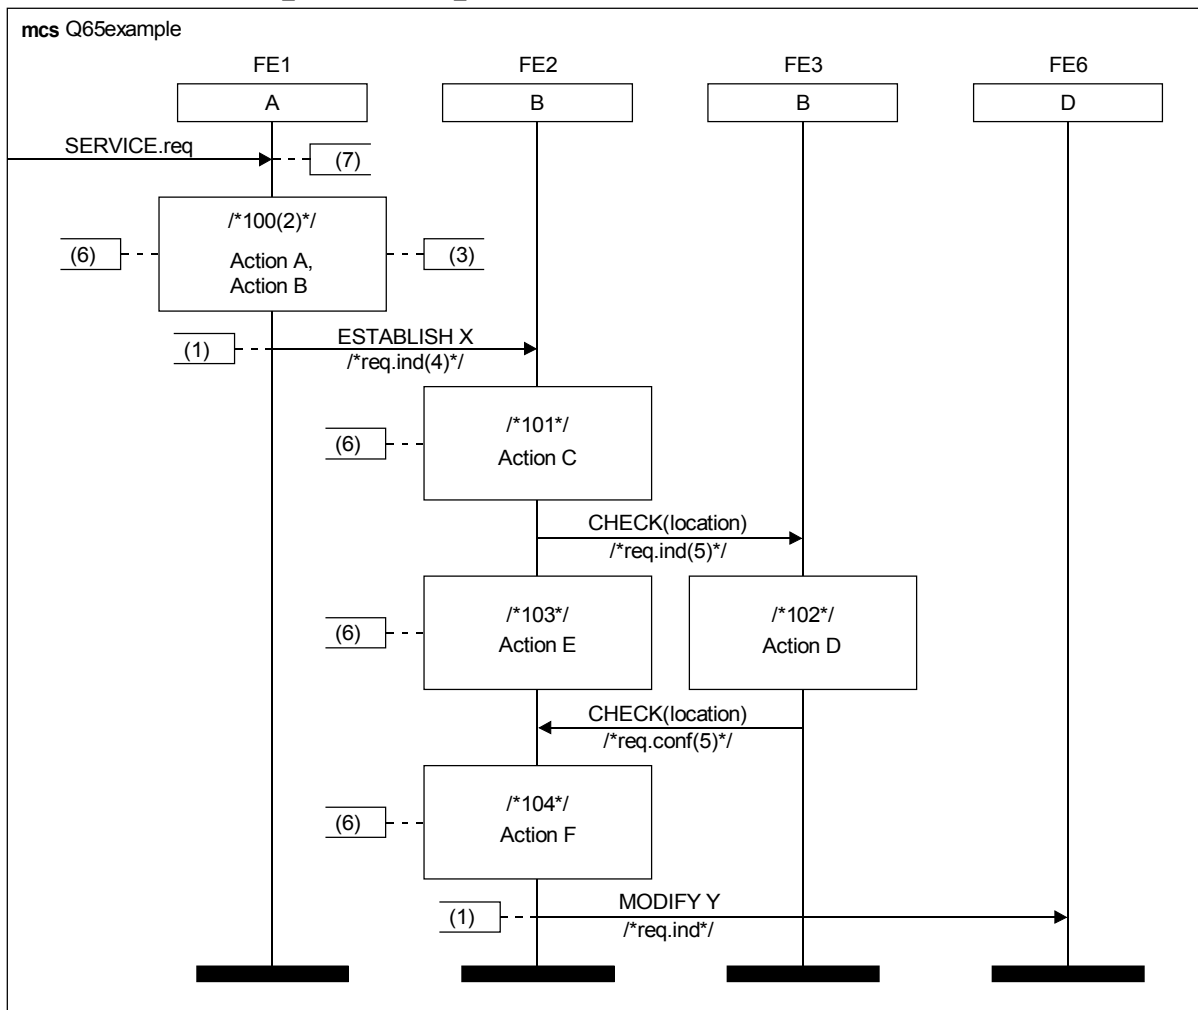 mcs Q65example
FE1 FE2 FE3 FE6
A B B D
SERVICE.req
(7)
/*100(2)*/
(6) (3)
Action A,
Action B
ESTABLISH X
(1)
/*req.ind(4)*/
/*101*/
(6)
Action C
CHECK(location)
/*req.ind(5)*/
/*103*/ /*102*/
(6)
Action E Action D
CHECK(location)
/*req.conf(5)*/
/*104*/
(6)
Action F
MODIFY Y
(1)
/*req.ind*/